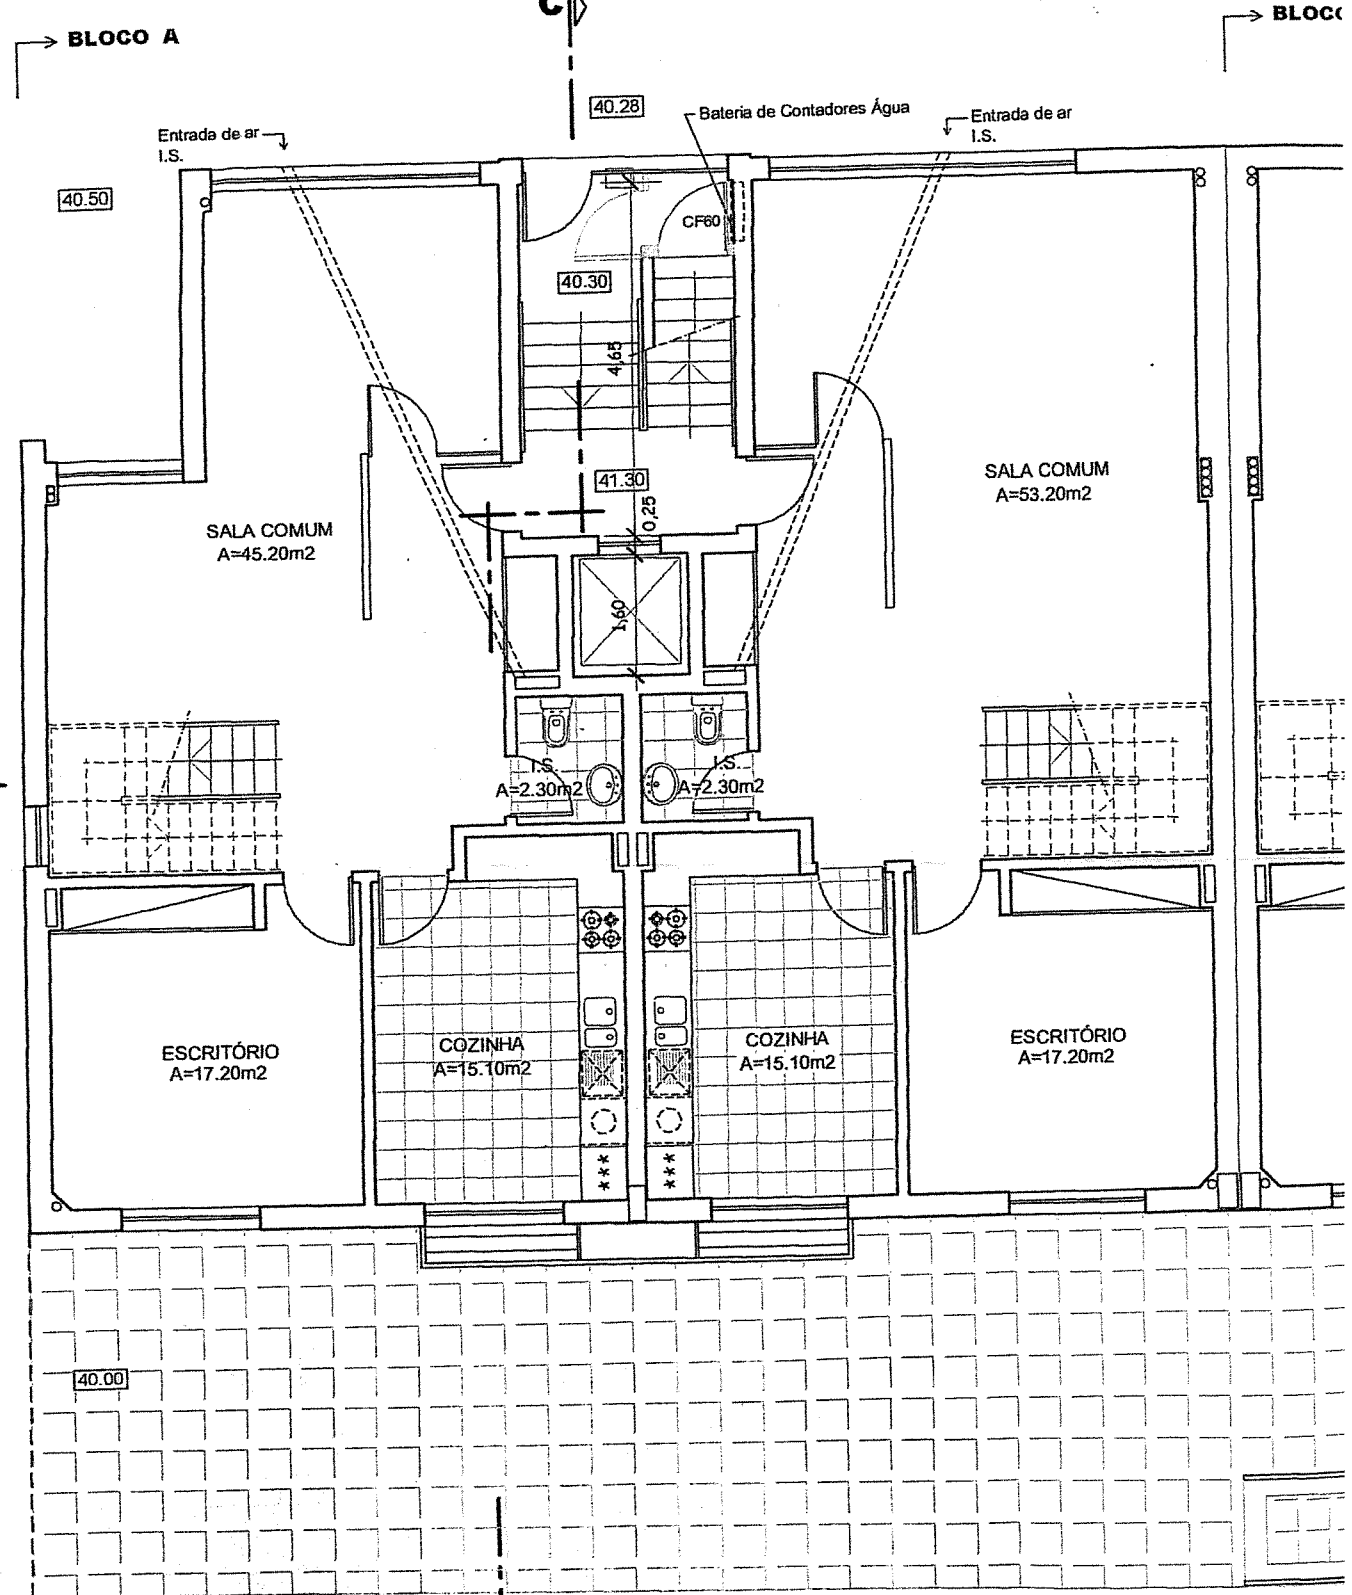 C
BLOCO A
40.28
Bateria de Contadores Água
Entrada de ar
I.S.
Entrada de ar
I.S.
40.50
CF60
40.30
4,65
41.30
0,25
SALA COMUM
A=45.20m2
SALA COMUM
A=53.20m2
1,60
I.S.
A=2.30m2
I.S.
A=2.30m2
ESCRITÓRIO
A=17.20m2
COZINHA
A=15.10m2
COZINHA
A=15.10m2
ESCRITÓRIO
A=17.20m2
***
***
40.00